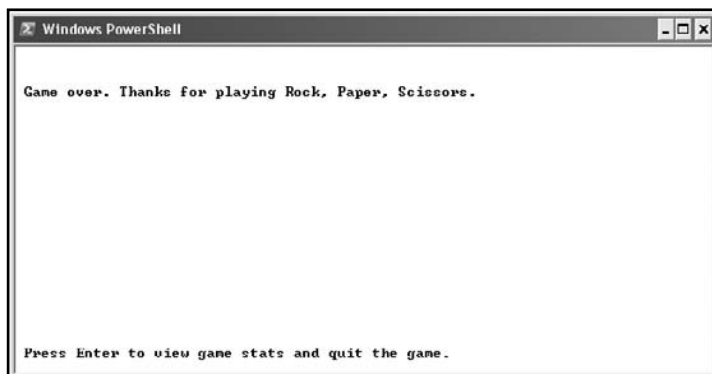 Windows PowerShell
Game over. Thanks for playing Rock, Paper, Scissors.
Press Enter to view game stats and quit the game.